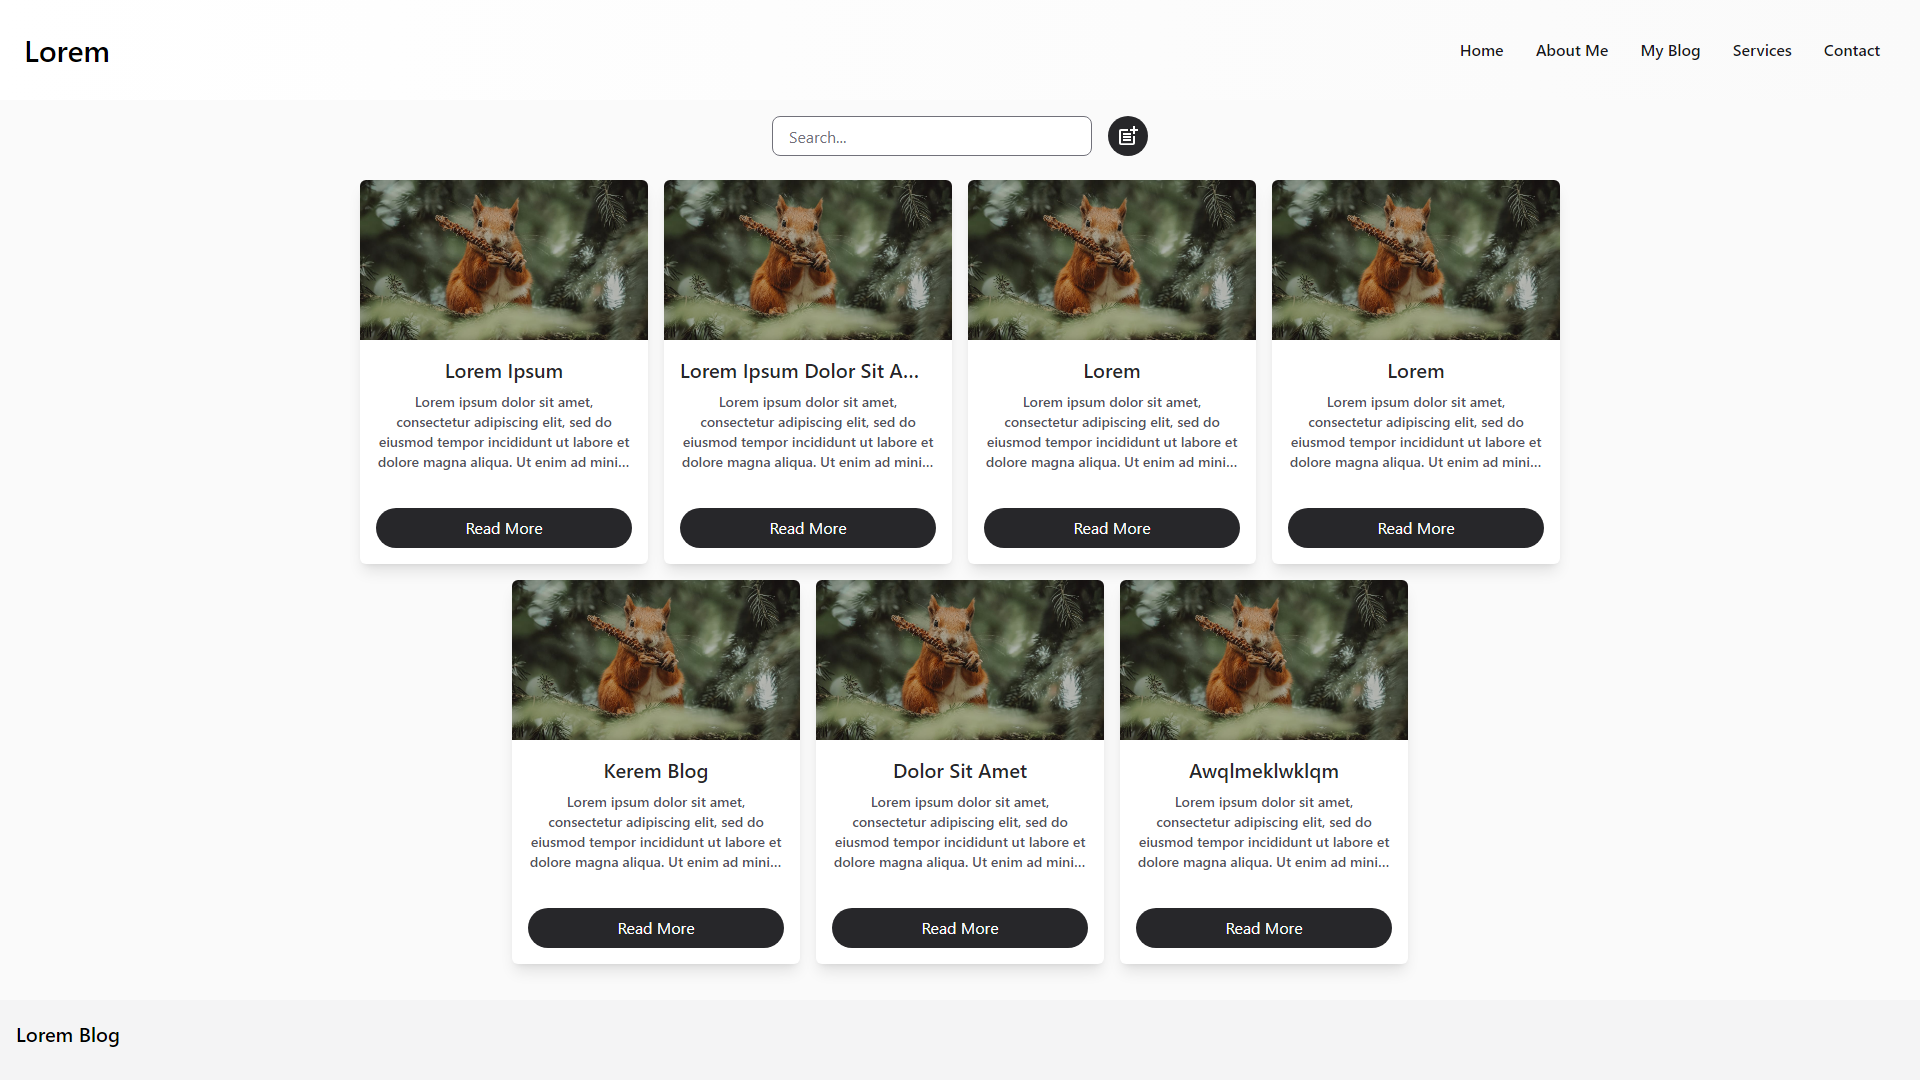 Lorem
Home
About Me
My Blog
Services
Contact
Search...
Lorem Ipsum
Lorem ipsum dolor sit amet,
consectetur adipiscing elit, sed do
eiusmod tempor incididunt ut labore et
dolore magna aliqua. Ut enim ad mini...
Read More
Lorem Ipsum Dolor Sit A...
Lorem ipsum dolor sit amet,
consectetur adipiscing elit, sed do
eiusmod tempor incididunt ut labore et
dolore magna aliqua. Ut enim ad mini...
Read More
Lorem
Lorem ipsum dolor sit amet,
consectetur adipiscing elit, sed do
eiusmod tempor incididunt ut labore et
dolore magna aliqua. Ut enim ad mini...
Read More
Lorem
Lorem ipsum dolor sit amet,
consectetur adipiscing elit, sed do
eiusmod tempor incididunt ut labore et
dolore magna aliqua. Ut enim ad mini...
Read More
Kerem Blog
Lorem ipsum dolor sit amet,
consectetur adipiscing elit, sed do
eiusmod tempor incididunt ut labore et
dolore magna aliqua. Ut enim ad mini...
Read More
Dolor Sit Amet
Lorem ipsum dolor sit amet,
consectetur adipiscing elit, sed do
eiusmod tempor incididunt ut labore et
dolore magna aliqua. Ut enim ad mini...
Read More
Awqlmeklwklqm
Lorem ipsum dolor sit amet,
consectetur adipiscing elit, sed do
eiusmod tempor incididunt ut labore et
dolore magna aliqua. Ut enim ad mini...
Read More
Lorem Blog